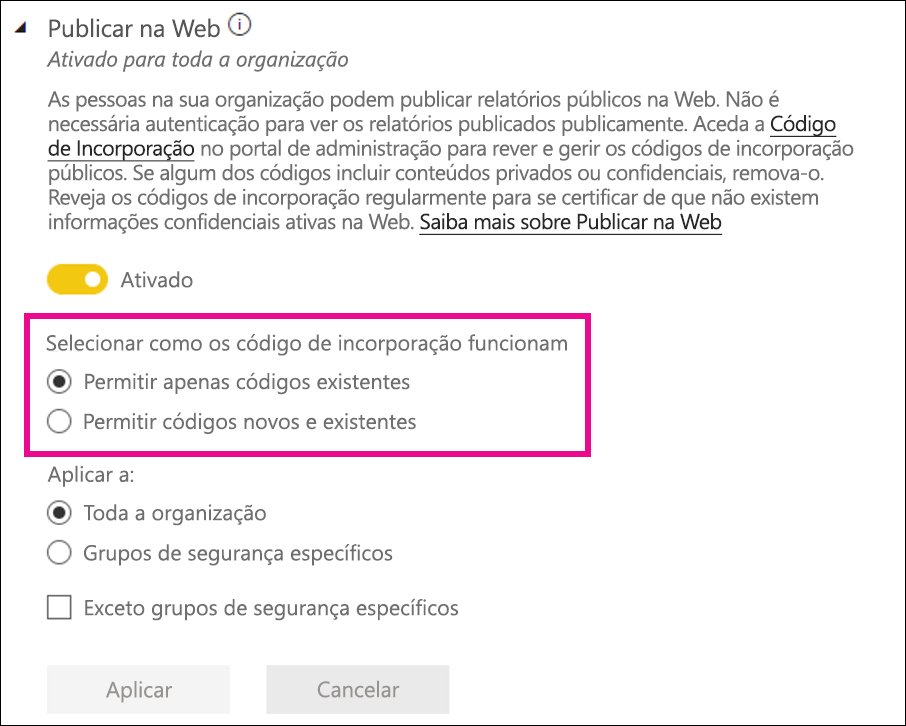 Publicar na Web
Ativado para toda a organização
As pessoas na sua organização podem publicar relatórios públicos na Web. Não é
necessária autenticação para ver os relatórios publicados publicamente. Aceda a Código
de Incorporação no portal de administração para rever e gerir os códigos de incorporação
públicos. Se algum dos códigos incluir conteúdos privados ou confidenciais, remova-o.
Reveja os códigos de incorporação regularmente para se certificar de que não existem
informações confidenciais ativas na Web. Saiba mais sobre Publicar na Web
Ativado
Selecionar como os código de incorporação funcionam
Permitir apenas códigos existentes
Permitir códigos novos e existentes
Aplicar a:
Toda a organização
Grupos de segurança específicos
Exceto grupos de segurança específicos
Aplicar
Cancelar